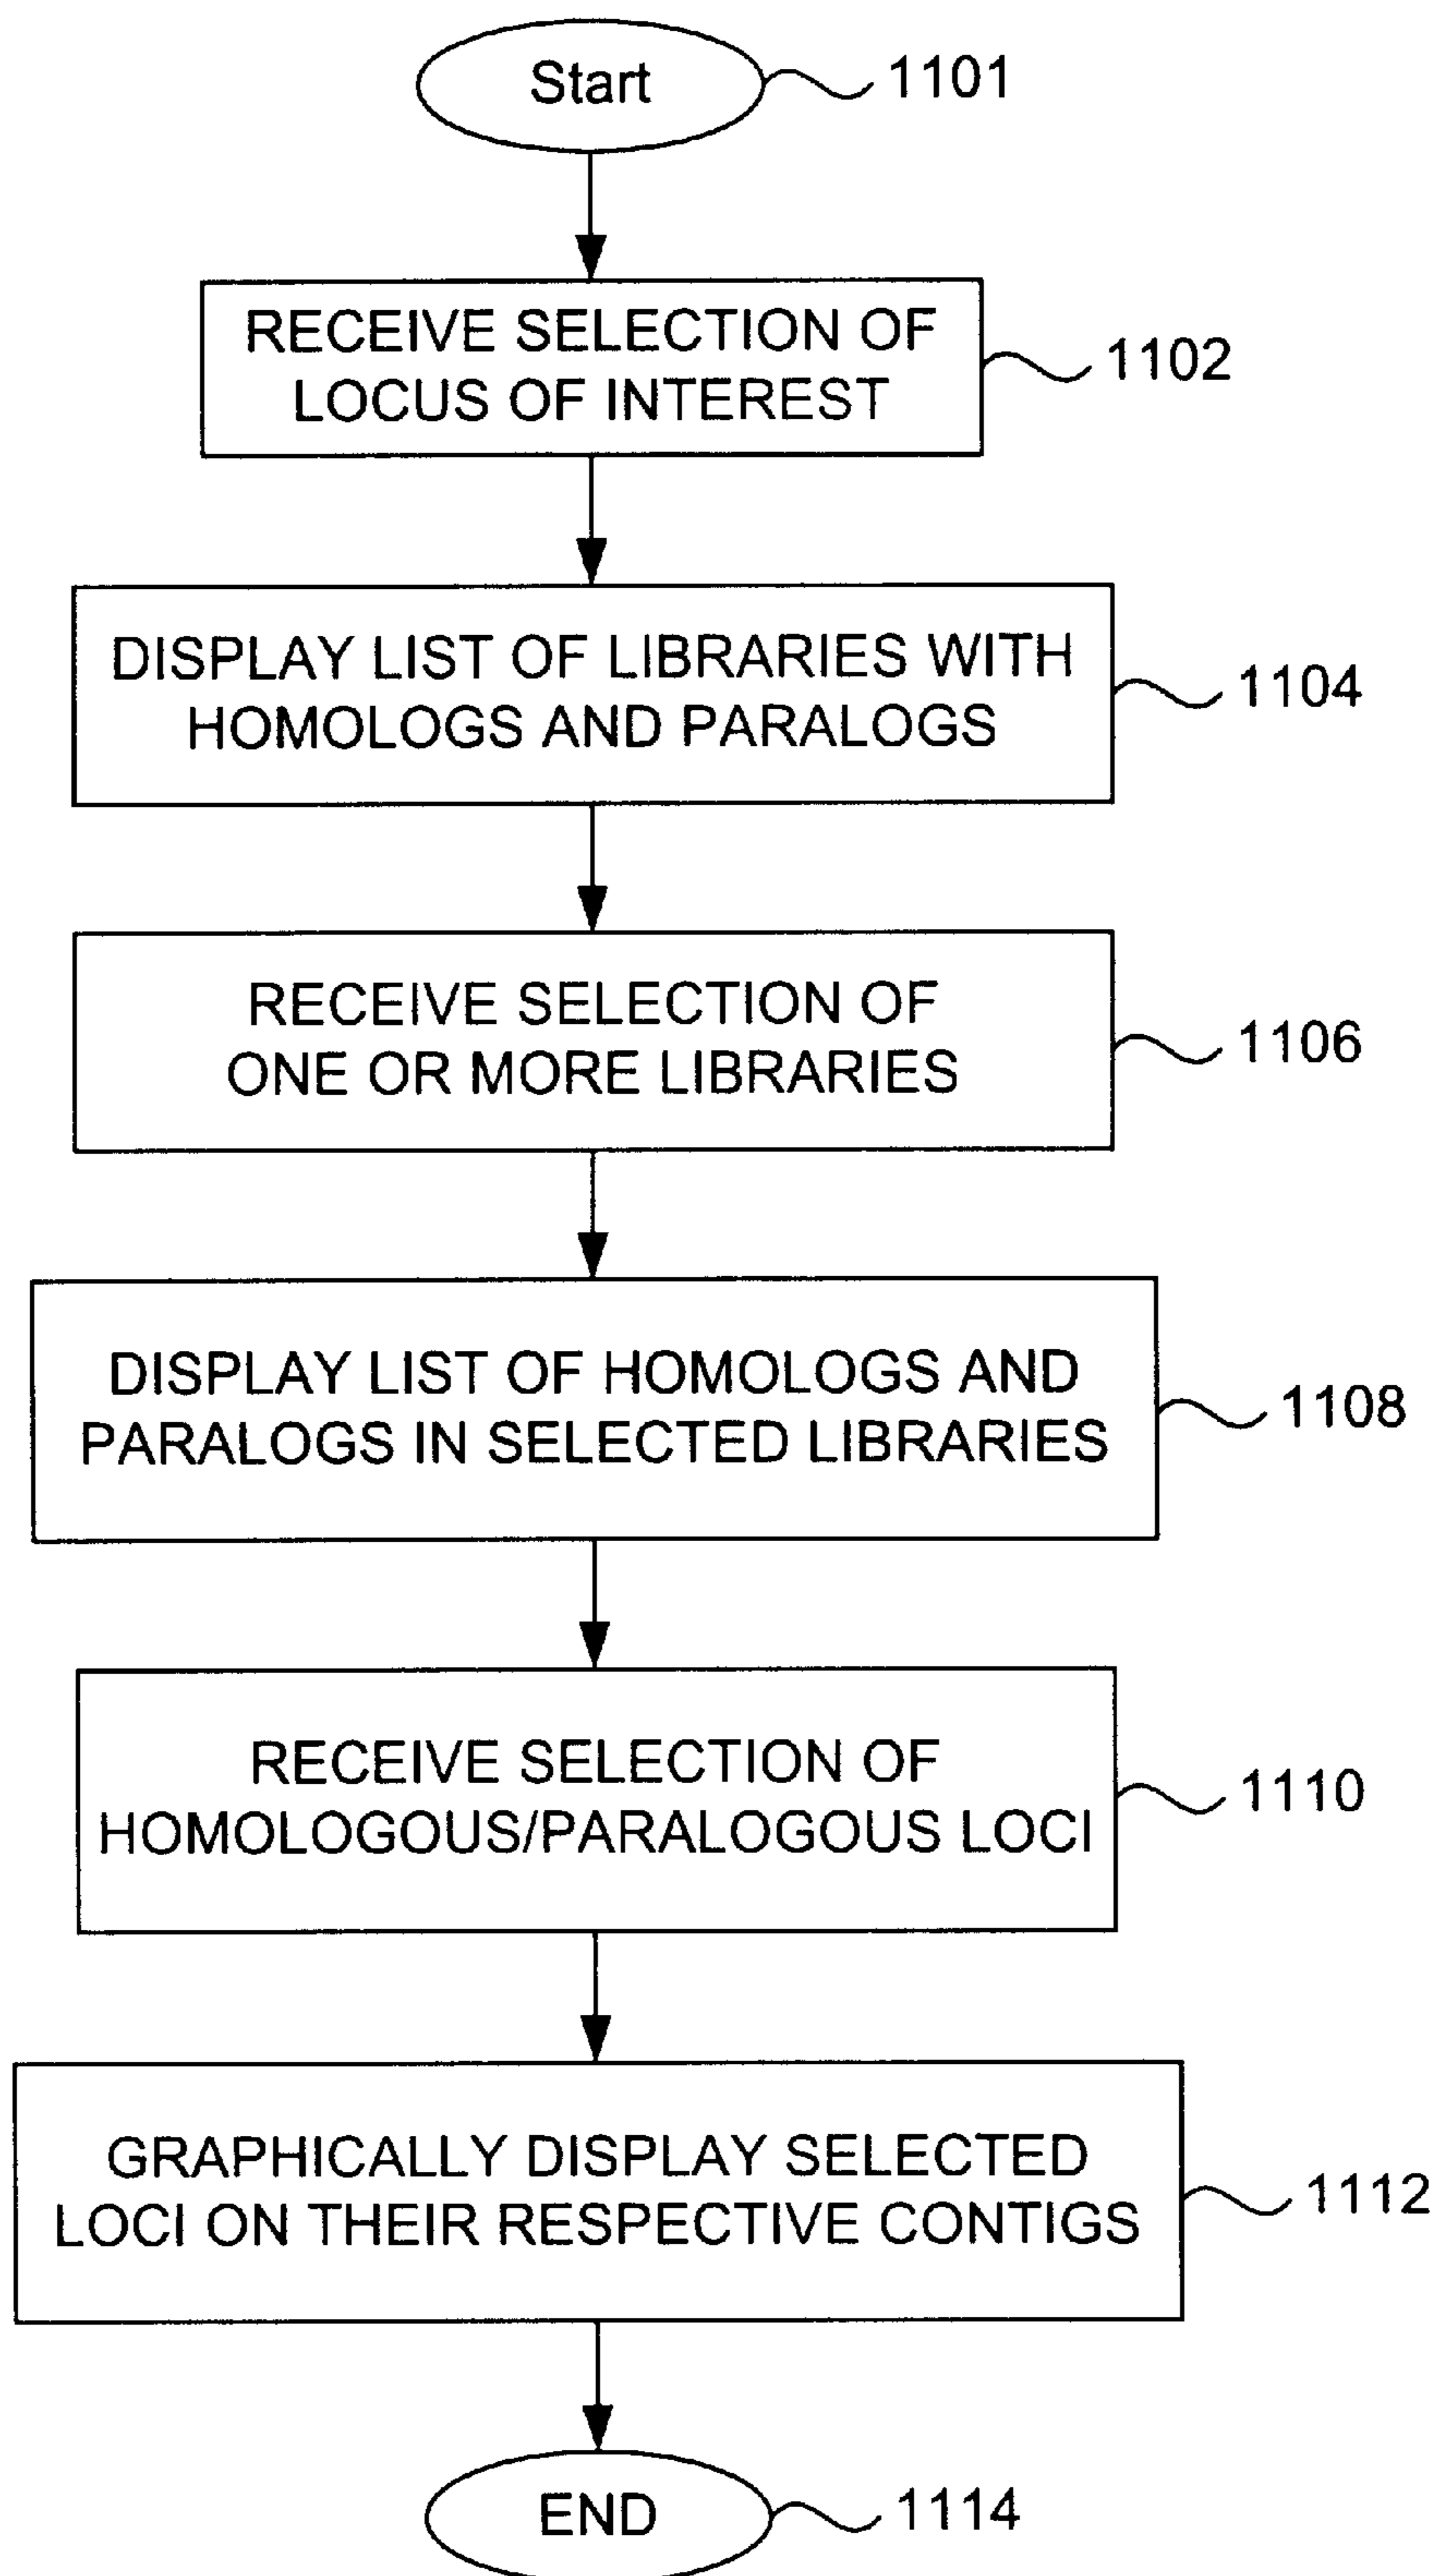 Start
1101
RECEIVE SELECTION OF
LOCUS OF INTEREST
1102
DISPLAY LIST OF LIBRARIES WITH
HOMOLOGS AND PARALOGS
1104
RECEIVE SELECTION OF
ONE OR MORE LIBRARIES
1106
DISPLAY LIST OF HOMOLOGS AND
PARALOGS IN SELECTED LIBRARIES
1108
RECEIVE SELECTION OF
HOMOLOGOUS/PARALOGOUS LOCI
1110
GRAPHICALLY DISPLAY SELECTED
LOCI ON THEIR RESPECTIVE CONTIGS
1112
END
1114